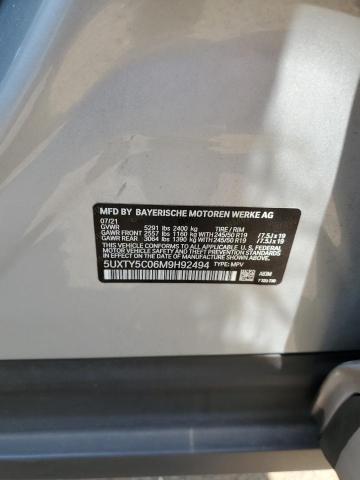 MFD BY BAYERISCHE MOTOREN WERKE AG
07/21
GVWR 5291 lbs 2400 kg TIRE / RIM
GAWR FRONT 2557 lbs 1160 kg WITH 245/50 R19 / 7.5J x 19
GAWR REAR 3064 lbs 1390 kg WITH 245/50 R19 / 7.5J x 19
THIS VEHICLE CONFORMS TO ALL APPLICABLE U.S. FEDERAL
MOTOR VEHICLE SAFETY, BUMPER, AND
THEFT PREVENTION STANDARDS IN EFFECT ON THE
DATE OF MANUFACTURE SHOWN ABOVE.
5UXTY5C06M9H92494 TYPE: MPV